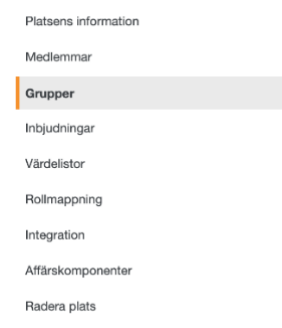 Platsens information
Medlemmar
Grupper
Inbjudningar
Värdelistor
Rollmappning
Integration
Affärskomponenter
Radera plats